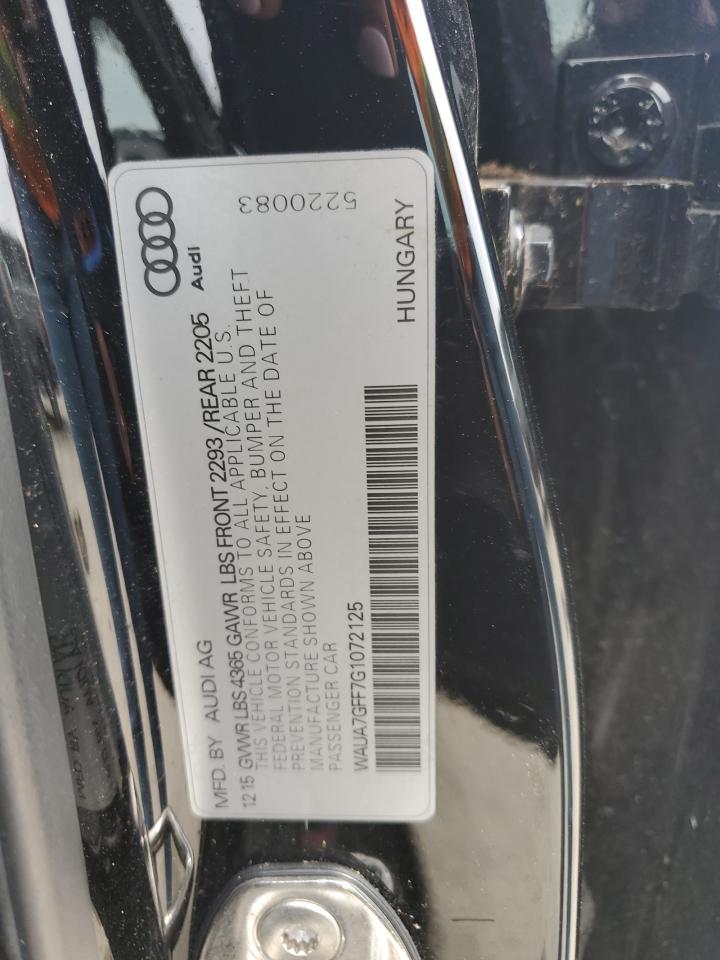 Audi
5220083
MFD. BY AUDI AG
12 15 GVWR LBS 4365 GAWR LBS FRONT 2293 / REAR 2205
THIS VEHICLE CONFORMS TO ALL APPLICABLE U.S.
FEDERAL MOTOR VEHICLE SAFETY, BUMPER AND THEFT
PREVENTION STANDARDS IN EFFECT ON THE DATE OF
MANUFACTURE SHOWN ABOVE
PASSENGER CAR
WAUA7GFF7G1072125
HUNGARY